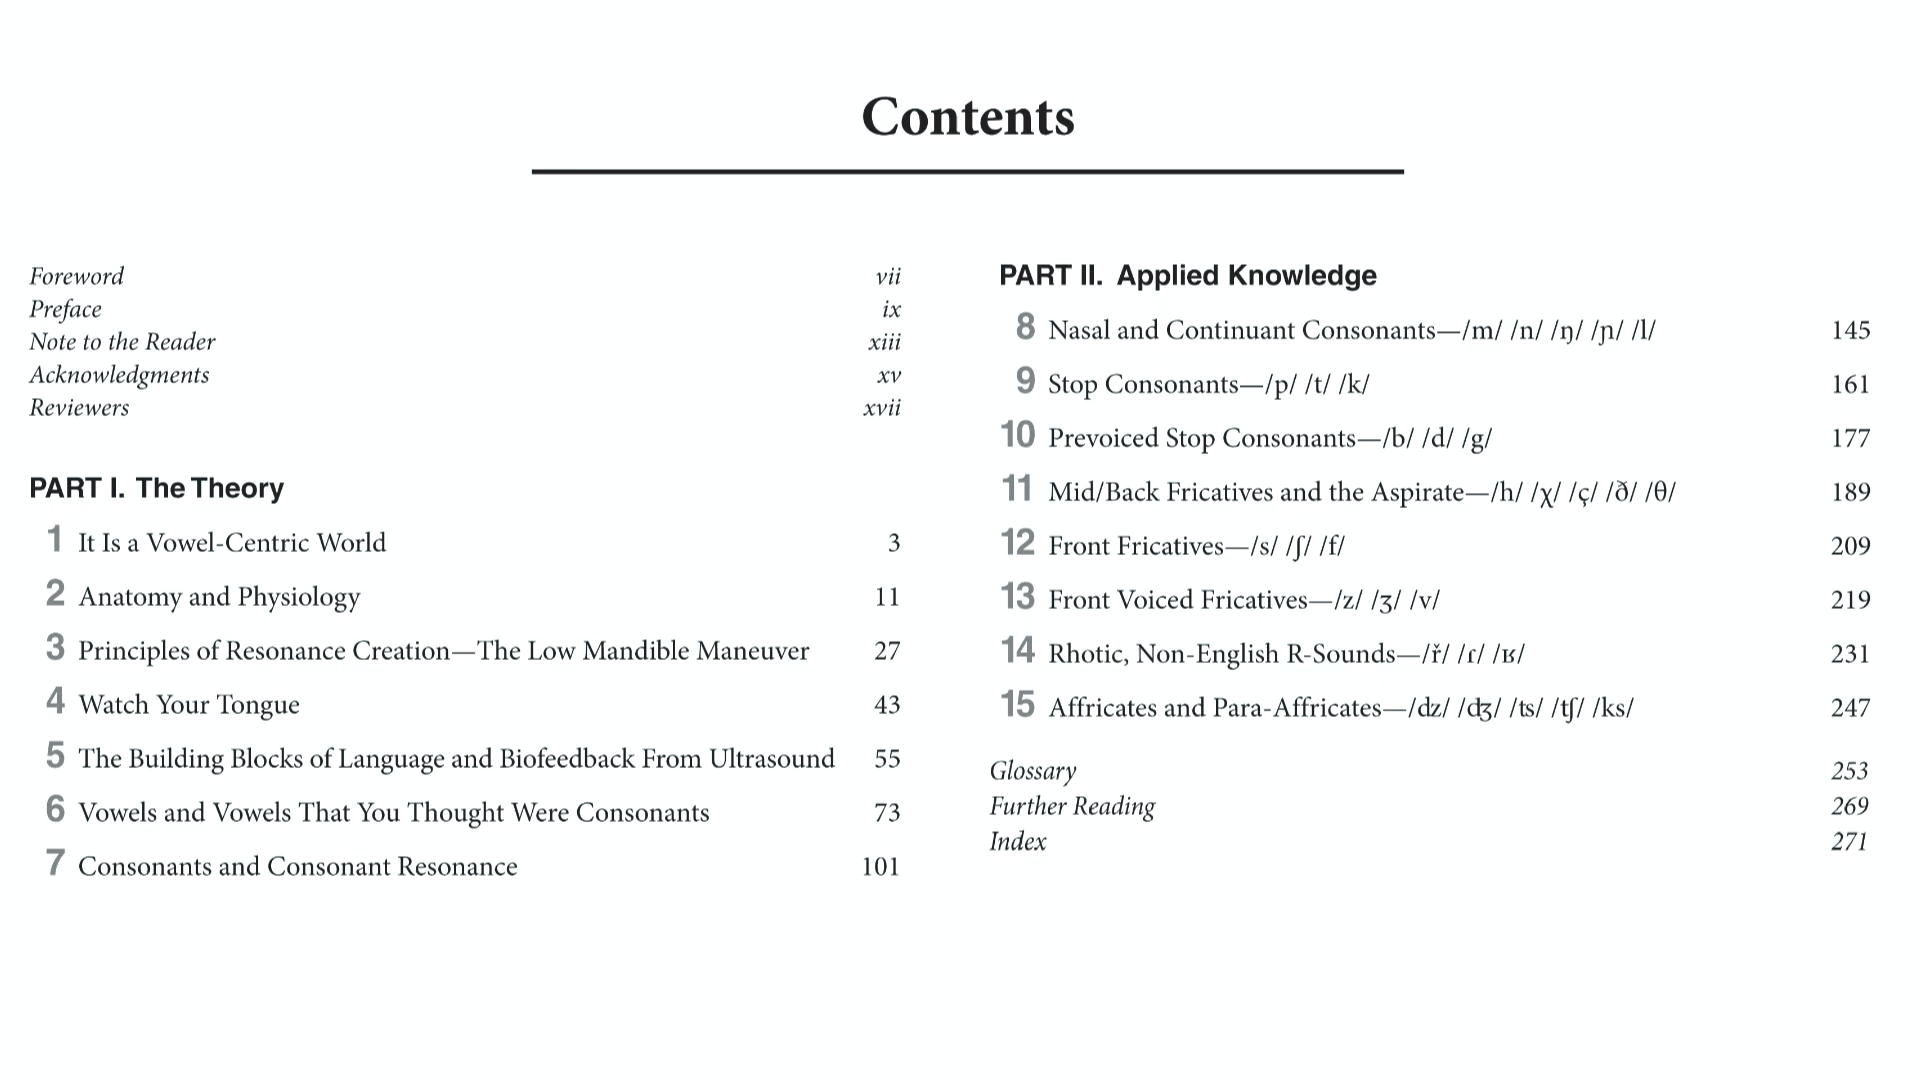 Contents
Foreword vii
Preface ix
Note to the Reader xiii
Acknowledgments xv
Reviewers xvii
PART I. The Theory
1 It Is a Vowel-Centric World 3
2 Anatomy and Physiology 11
3 Principles of Resonance Creation—The Low Mandible Maneuver 27
4 Watch Your Tongue 43
5 The Building Blocks of Language and Biofeedback From Ultrasound 55
6 Vowels and Vowels That You Thought Were Consonants 73
7 Consonants and Consonant Resonance 101
PART II. Applied Knowledge
8 Nasal and Continuant Consonants—/m/ /n/ /ŋ/ /ɲ/ /l/ 145
9 Stop Consonants—/p/ /t/ /k/ 161
10 Prevoiced Stop Consonants—/b/ /d/ /g/ 177
11 Mid/Back Fricatives and the Aspirate—/h/ /χ/ /ç/ /ð/ /θ/ 189
12 Front Fricatives—/s/ /ʃ/ /f/ 209
13 Front Voiced Fricatives—/z/ /ʒ/ /v/ 219
14 Rhotic, Non-English R-Sounds—/ř/ /ɾ/ /ʁ/ 231
15 Affricates and Para-Affricates—/ʣ/ /ʤ/ /ʦ/ /ʧ/ /ks/ 247
Glossary 253
Further Reading 269
Index 271